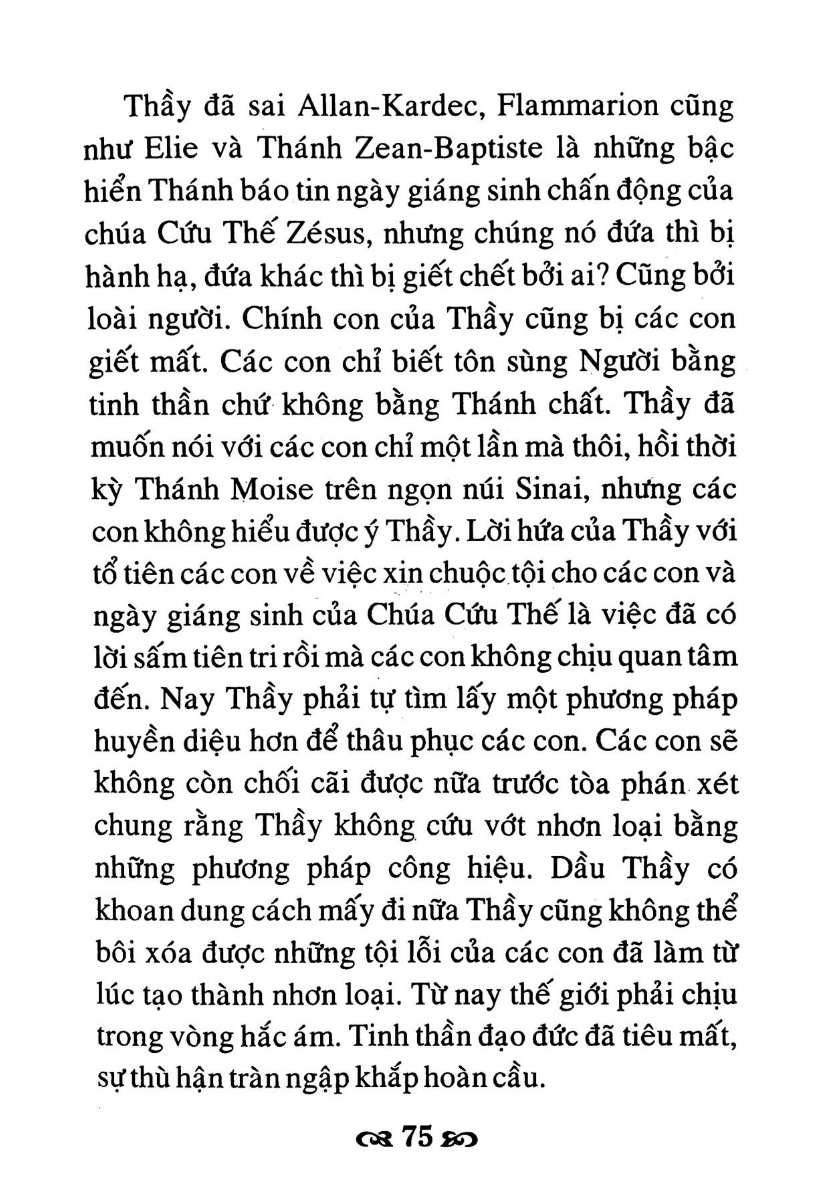 Thầy đã sai Allan-Kardec, Flammarion cũng
như Elie và Thánh Zean-Baptiste là những bậc
hiển Thánh báo tin ngày giáng sinh chấn động của
chúa Cứu Thế Zésus, nhưng chúng nó đứa thì bị
hành hạ, đứa khác thì bị giết chết bởi ai? Cũng bởi
loài người. Chính con của Thầy cũng bị các con
giết mất. Các con chỉ biết tôn sùng Người bằng
tinh thần chứ không bằng Thánh chất. Thầy đã
muốn nói với các con chỉ một lần mà thôi, hồi thời
kỳ Thánh Moise trên ngọn núi Sinai, nhưng các
con không hiểu được ý Thầy. Lời hứa của Thầy với
tổ tiên các con về việc xin chuộc tội cho các con và
ngày giáng sinh của Chúa Cứu Thế là việc đã có
lời sấm tiên tri rồi mà các con không chịu quan tâm
đến. Nay Thầy phải tự tìm lấy một phương pháp
huyền diệu hơn để thâu phục các con. Các con sẽ
không còn chối cãi được nữa trước tòa phán xét
chung rằng Thầy không cứu vớt nhơn loại bằng
những phương pháp công hiệu. Dầu Thầy có
khoan dung cách mấy đi nữa Thầy cũng không thể
bôi xóa được những tội lỗi của các con đã làm từ
lúc tạo thành nhơn loại. Từ nay thế giới phải chịu
trong vòng hắc ám. Tinh thần đạo đức đã tiêu mất,
sự thù hận tràn ngập khắp hoàn cầu.
75